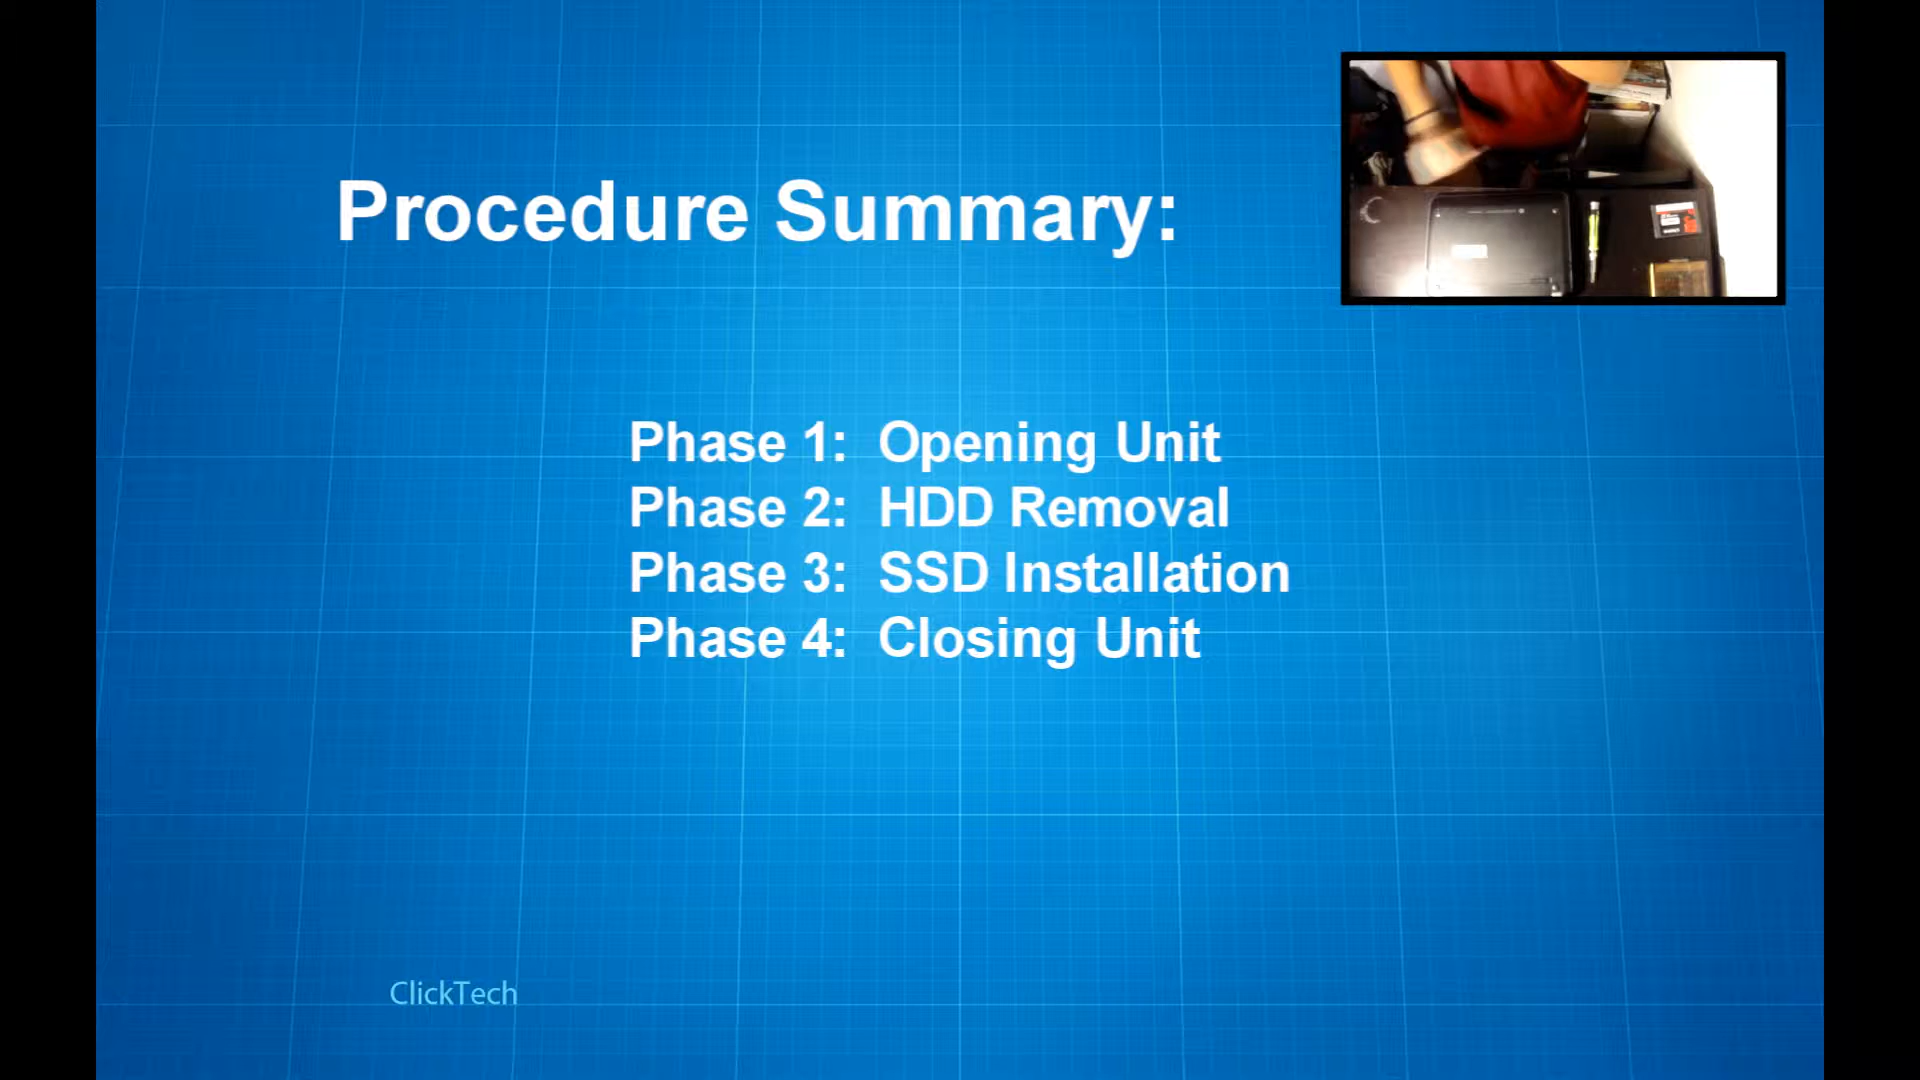 Procedure Summary:
Phase 1: Opening Unit
Phase 2: HDD Removal
Phase 3: SSD Installation
Phase 4: Closing Unit
ClickTech